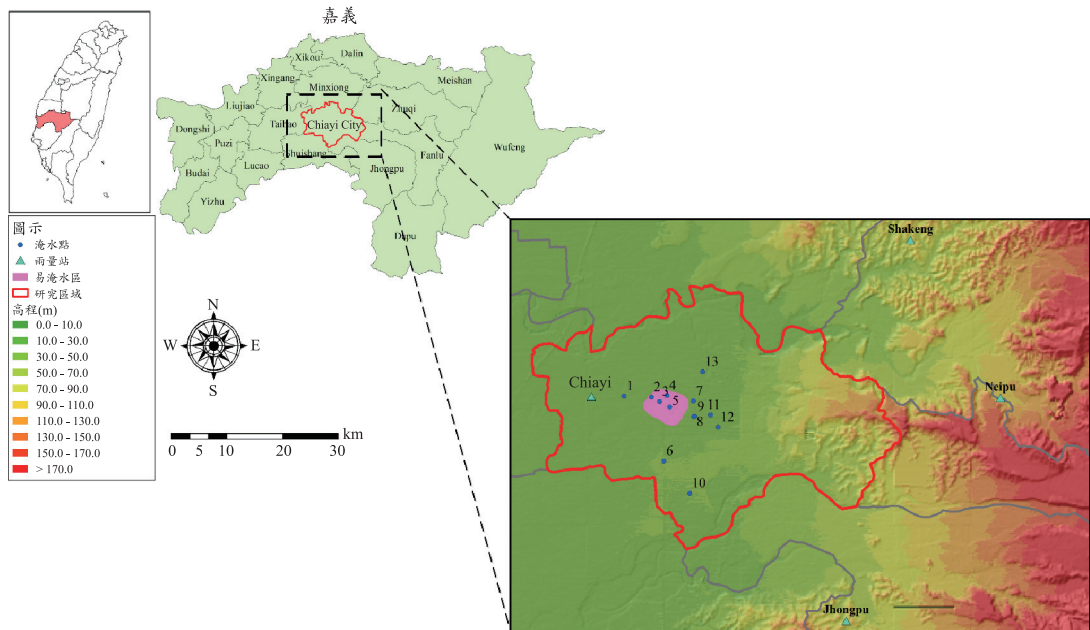 嘉義
Xikou
Dalin
Xingang
Meishan
Minxiong
Liujiao
Zhuqi
Dongshi
Taibao
Chiayi City
Puzi
Wufeng
Shuishang
Fanlu
Hudai
Lucao
Jhongpu
Yizhu
Dapu
圖示
淹水點
雨量站
易淹水區
研究區域
高程(m)
0.0 - 10.0
10.0 - 30.0
30.0 - 50.0
50.0 - 70.0
70.0 - 90.0
90.0 - 110.0
110.0 - 130.0
130.0 - 150.0
150.0 - 170.0
> 170.0
N
W
E
S
km
0 5 10 20 30
Shakeng
13
Chiayi
1
2
3
4
5
7
9
11
8
12
6
10
Neipu
Jhongpu